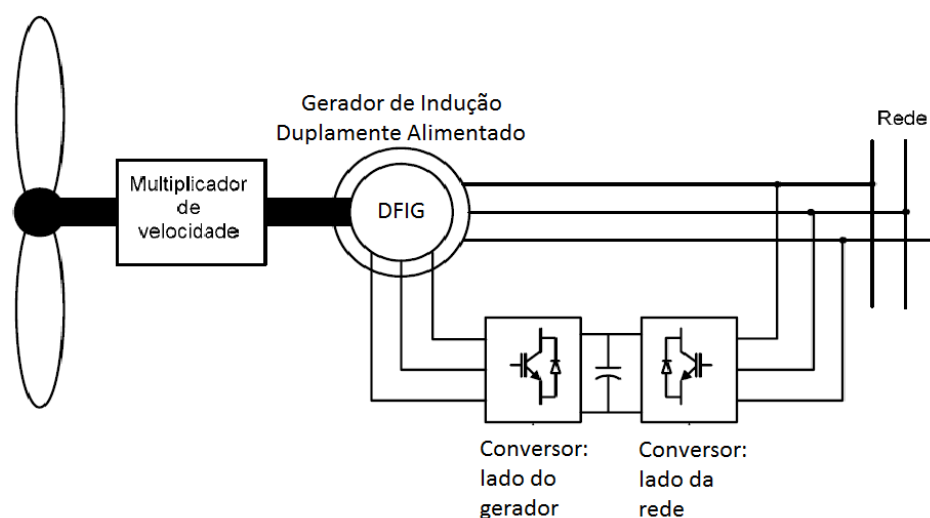 Gerador de Indução
Duplamente Alimentado
Rede
Multiplicador
de
velocidade
DFIG
Conversor:
lado do
gerador
Conversor:
lado da
rede